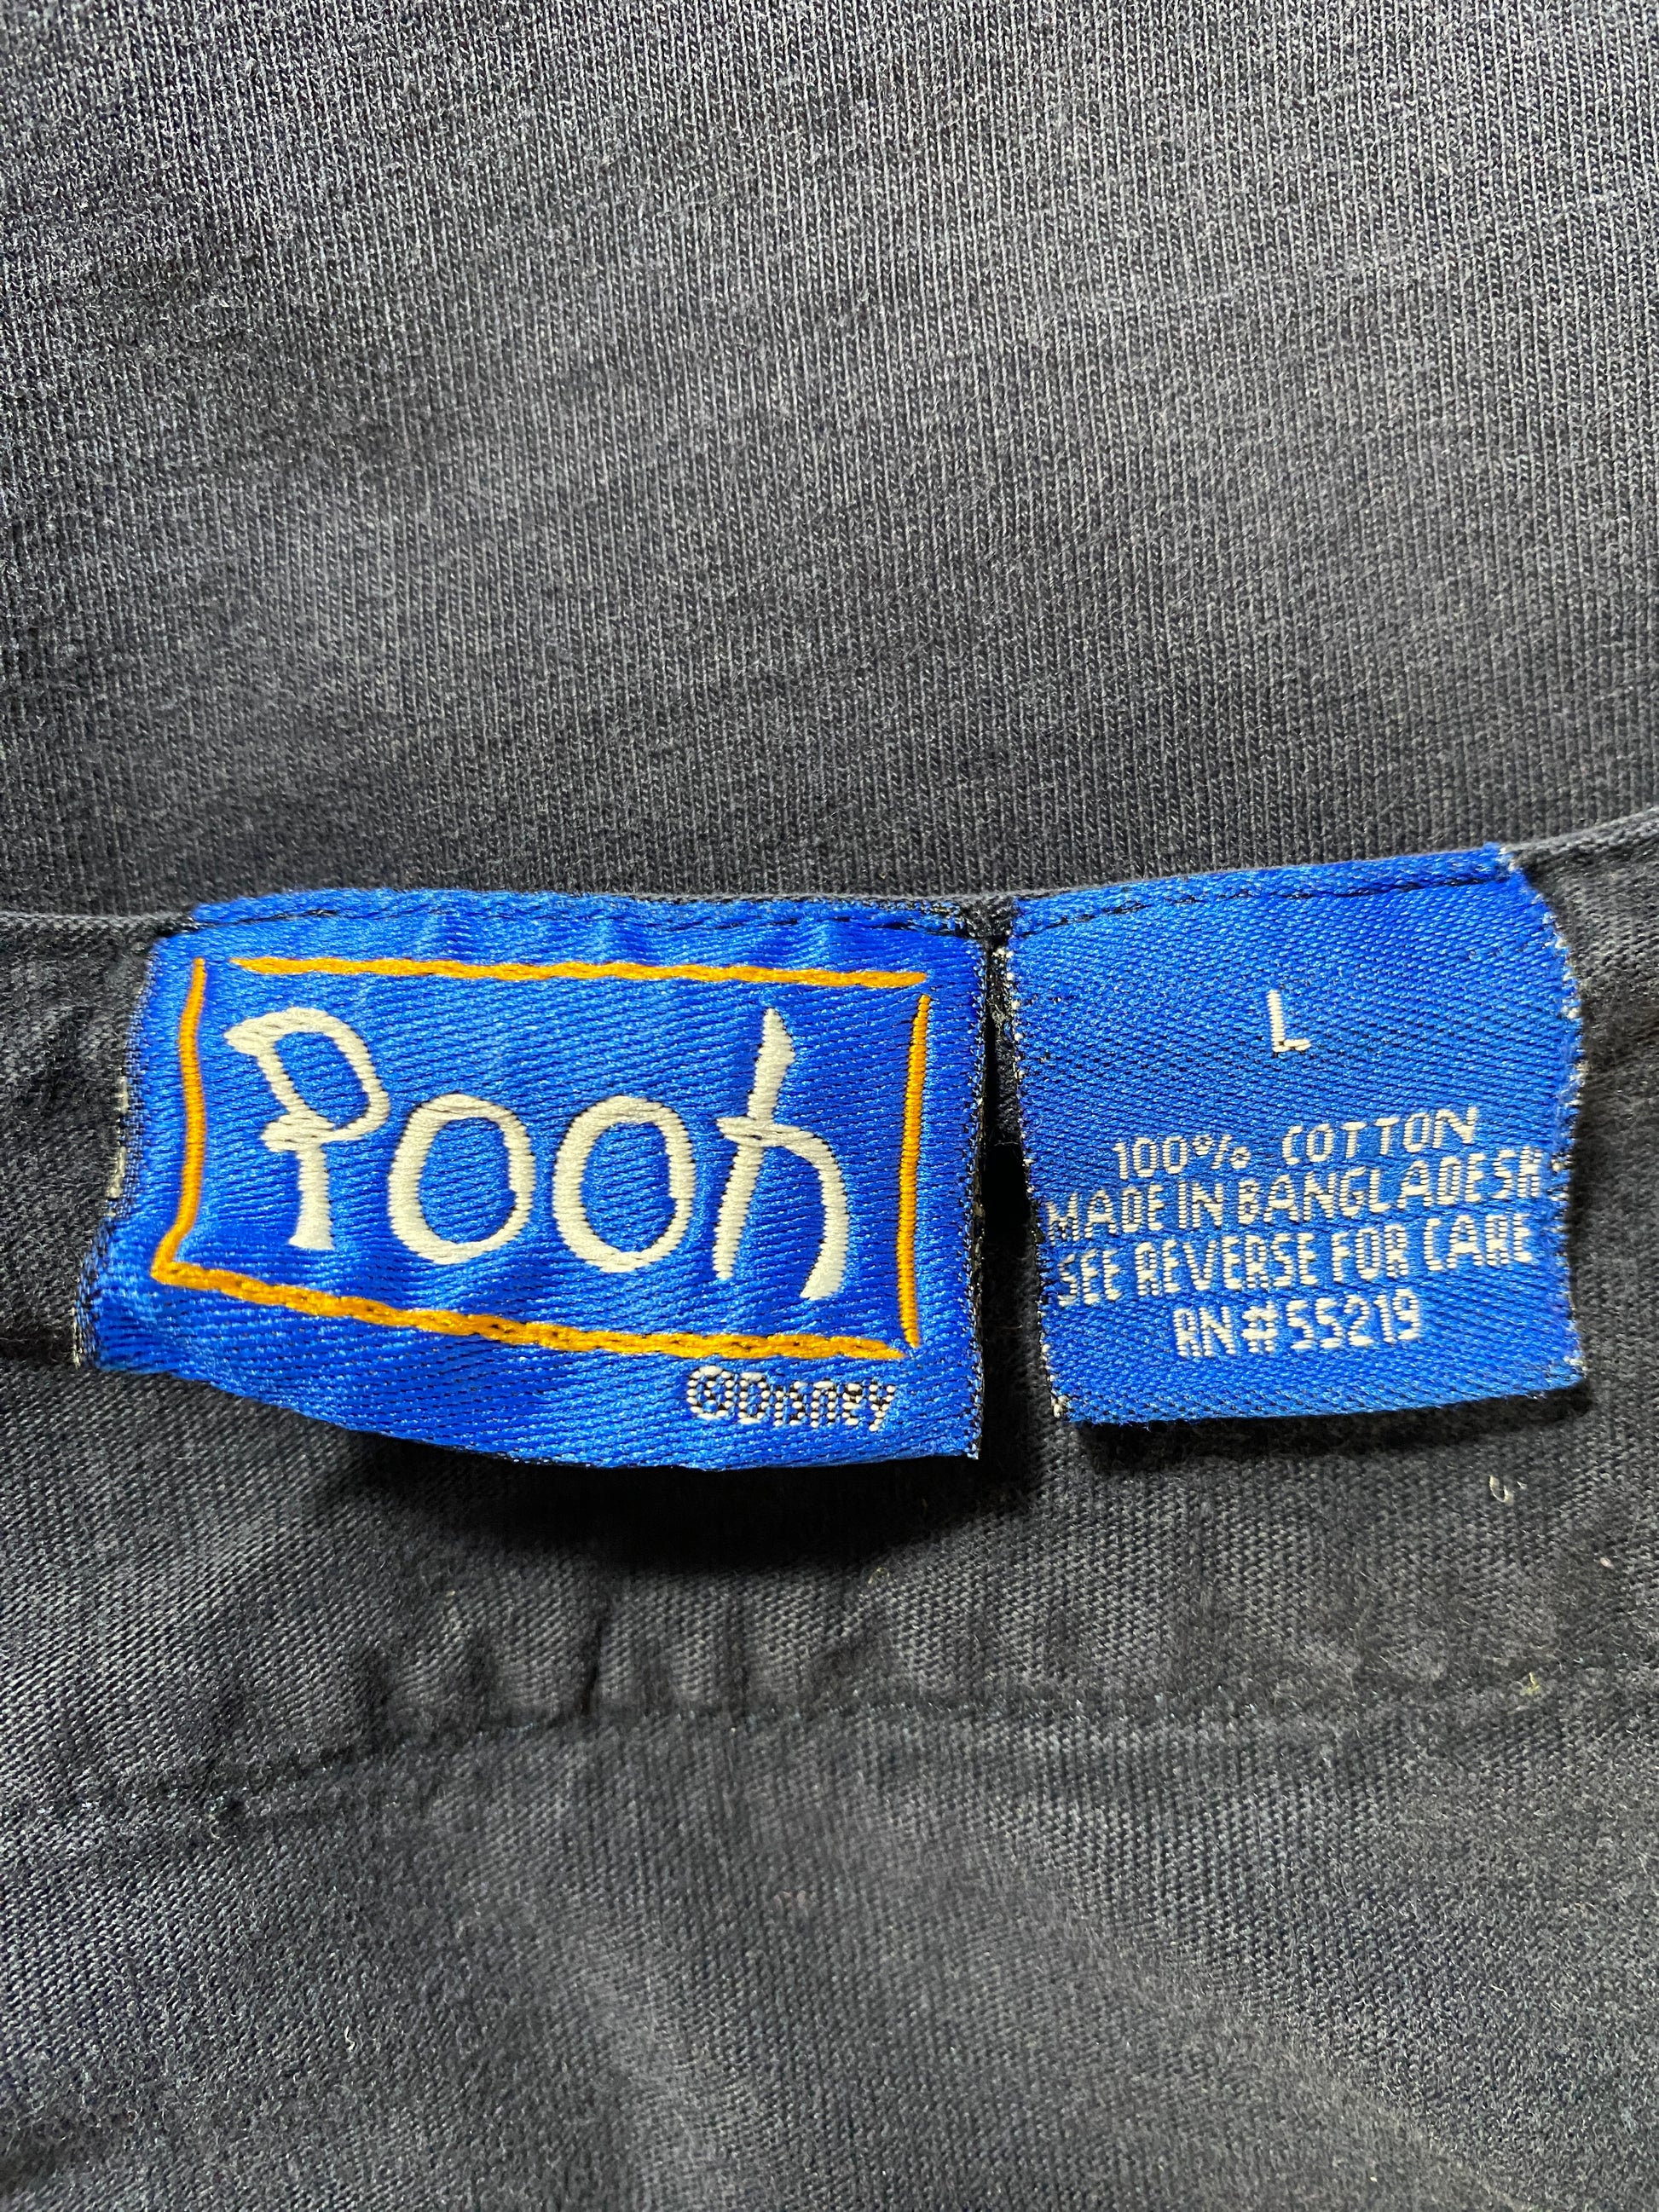 Pooh
©Disney
L
100% COTTON
MADE IN BANGLADESH
SEE REVERSE FOR CARE
RN#55219